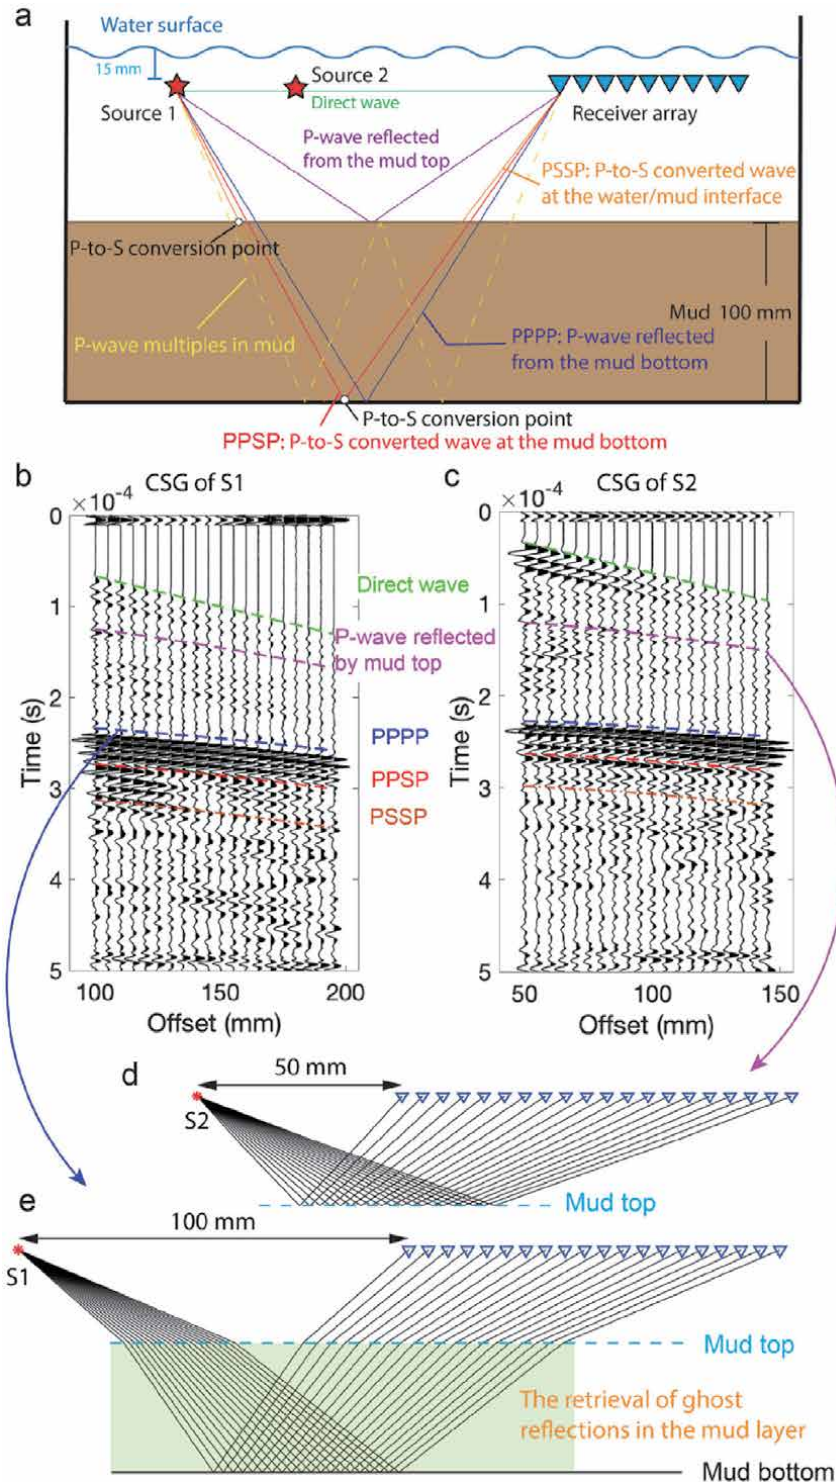 a
Water surface
15 mm
Source 1
Source 2
Direct wave
Receiver array
P-wave reflected
from the mud top
PSSP: P-to-S converted wave
at the water/mud interface
P-to-S conversion point
P-wave multiples in mud
Mud 100 mm
PPPP: P-wave reflected
from the mud bottom
P-to-S conversion point
PPSP: P-to-S converted wave at the mud bottom
b
CSG of S1
×10⁻⁴
0
1
2
3
4
5
Time (s)
100
150
200
Offset (mm)
Direct wave
P-wave reflected
by mud top
PPPP
PPSP
PSSP
c
CSG of S2
×10⁻⁴
0
1
2
3
4
5
Time (s)
50
100
150
Offset (mm)
d
50 mm
S2
Mud top
e
100 mm
S1
Mud top
The retrieval of ghost
reflections in the mud layer
Mud bottom